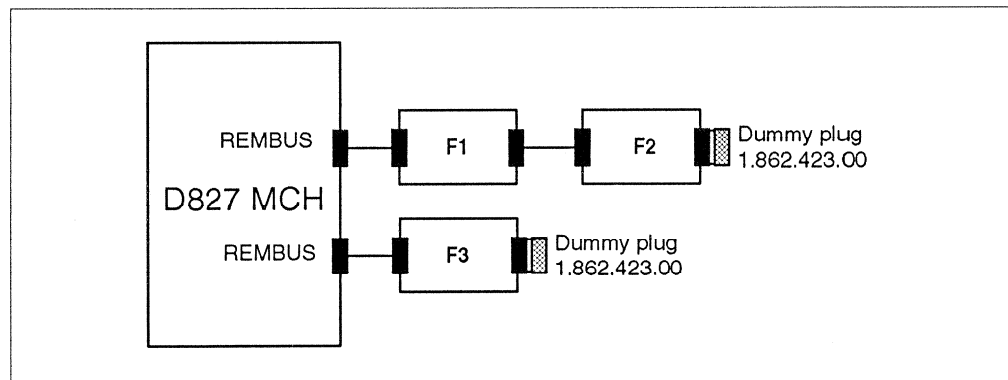 REMBUS
F1
F2
Dummy plug
1.862.423.00
D827 MCH
REMBUS
F3
Dummy plug
1.862.423.00